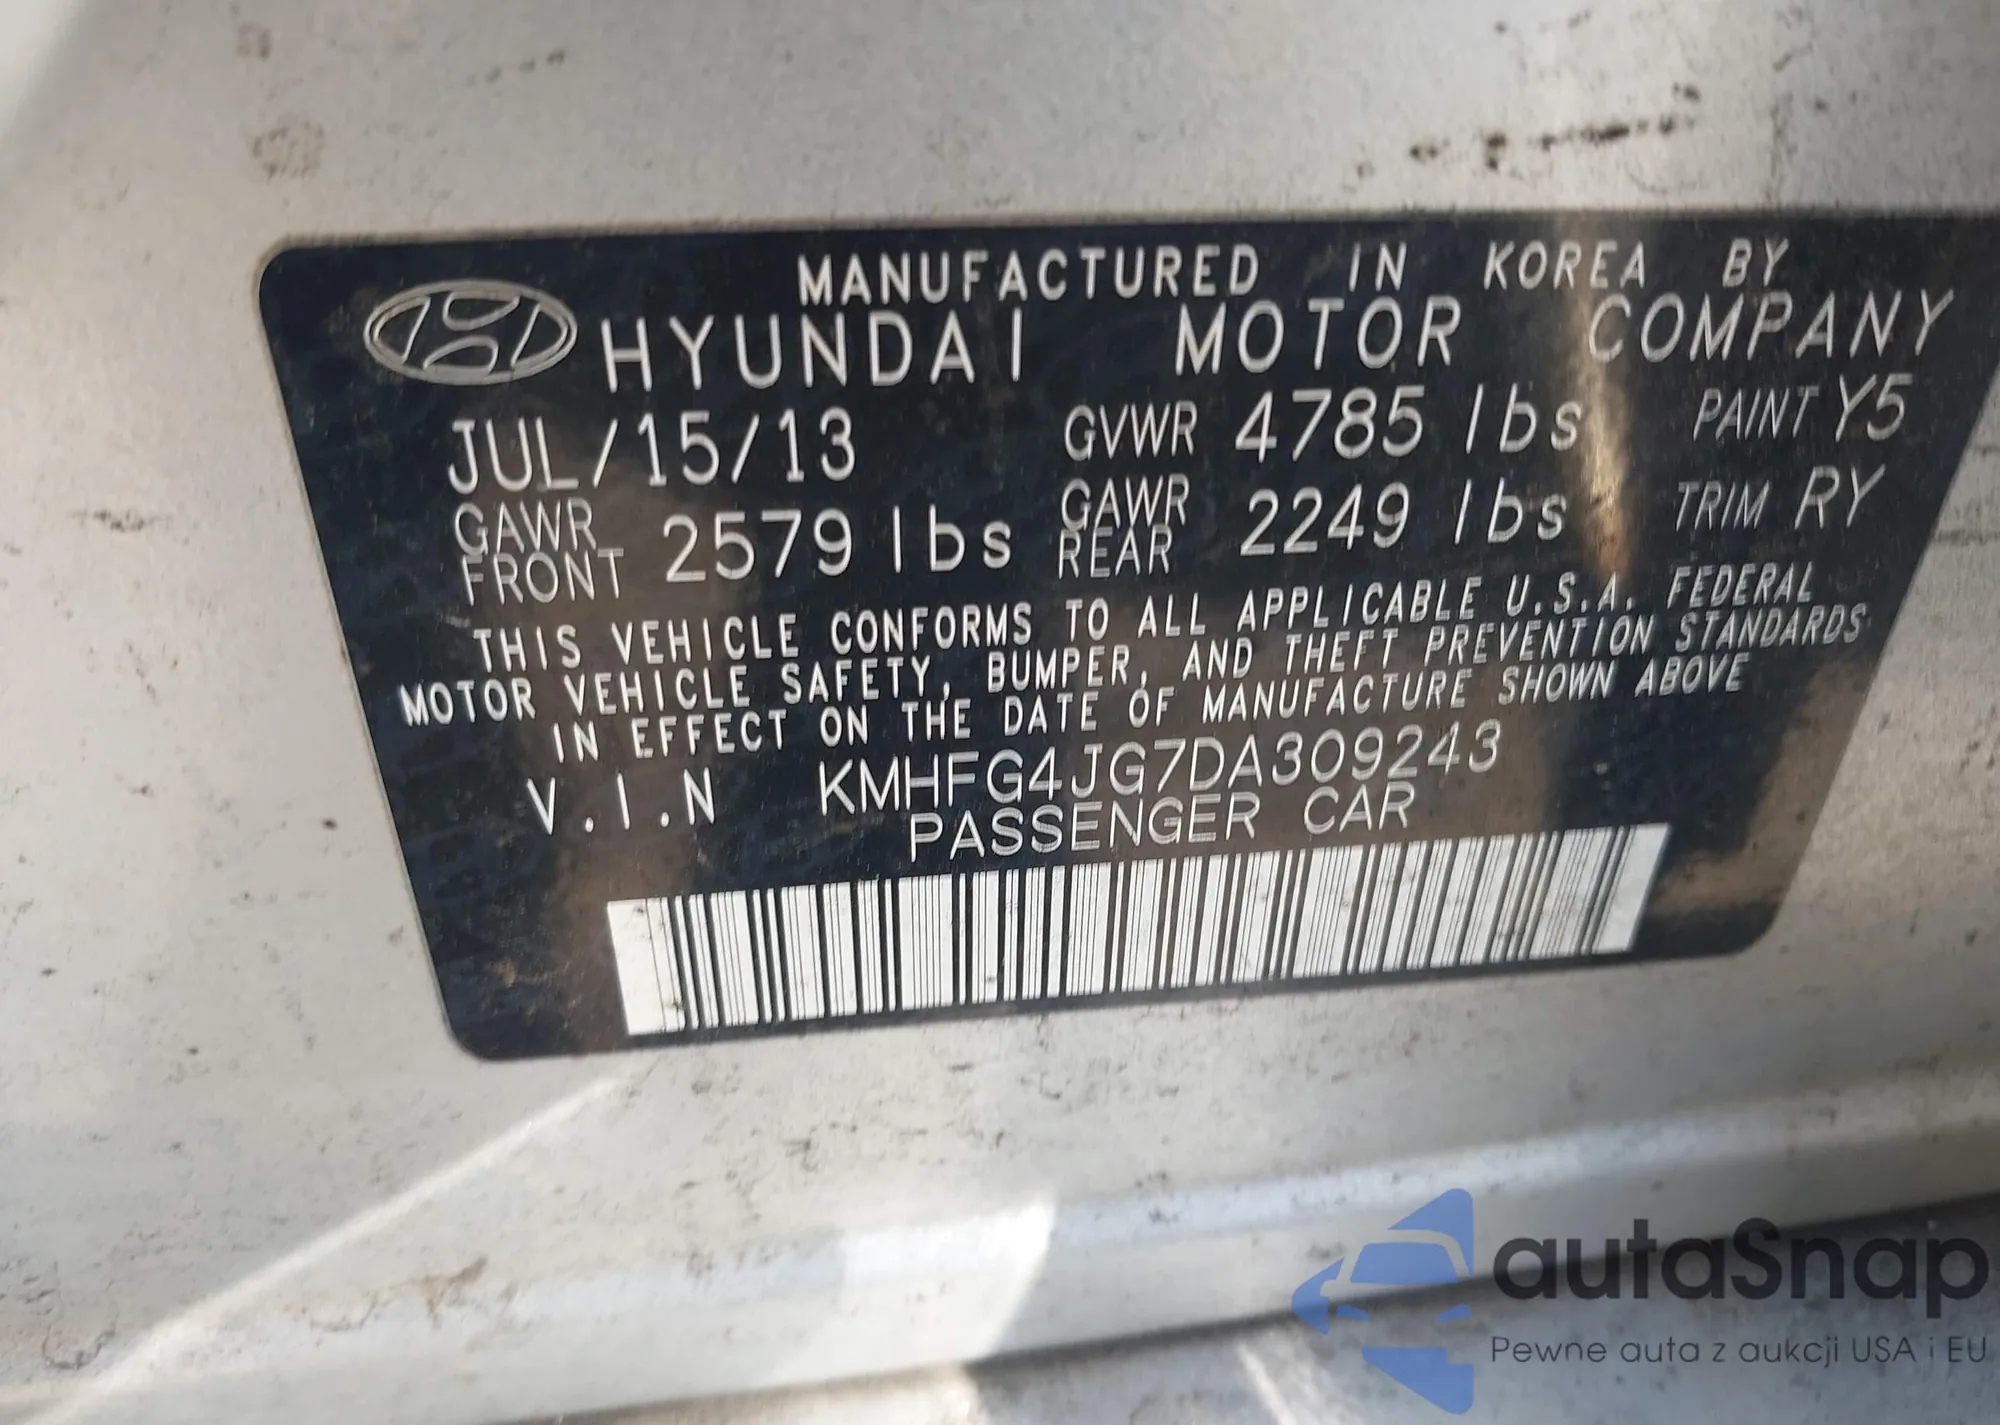 MANUFACTURED IN KOREA BY
HYUNDAI MOTOR COMPANY
JUL/15/13 GVWR 4785 lbs PAINT Y5
GAWR FRONT 2579 lbs GAWR REAR 2249 lbs TRIM RY
THIS VEHICLE CONFORMS TO ALL APPLICABLE U.S.A. FEDERAL
MOTOR VEHICLE SAFETY, BUMPER, AND THEFT PREVENTION STANDARDS
IN EFFECT ON THE DATE OF MANUFACTURE SHOWN ABOVE
V.I.N KMHFG4JG7DA309243
PASSENGER CAR
autaSnap
Pewne auta z aukcji USA i EU